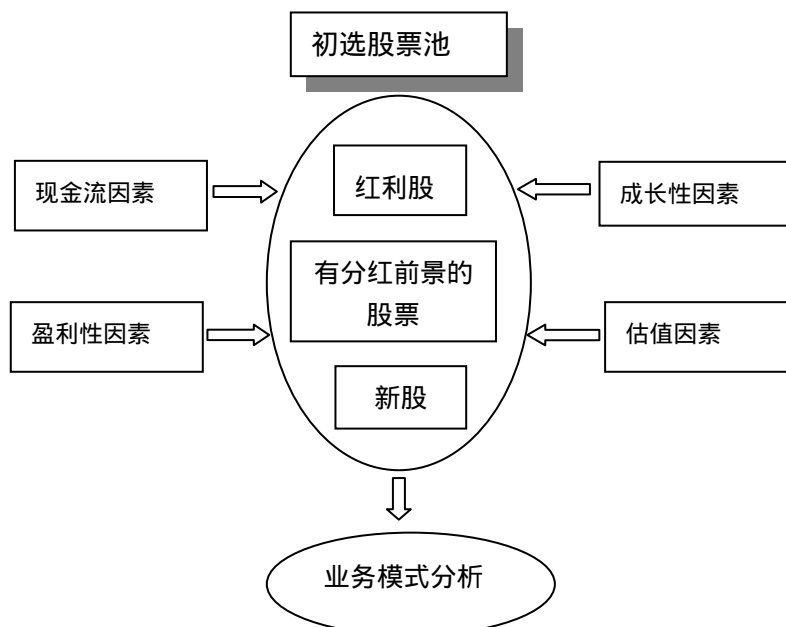 初选股票池
红利股
现金流因素
成长性因素
有分红前景的
股票
盈利性因素
估值因素
新股
业务模式分析